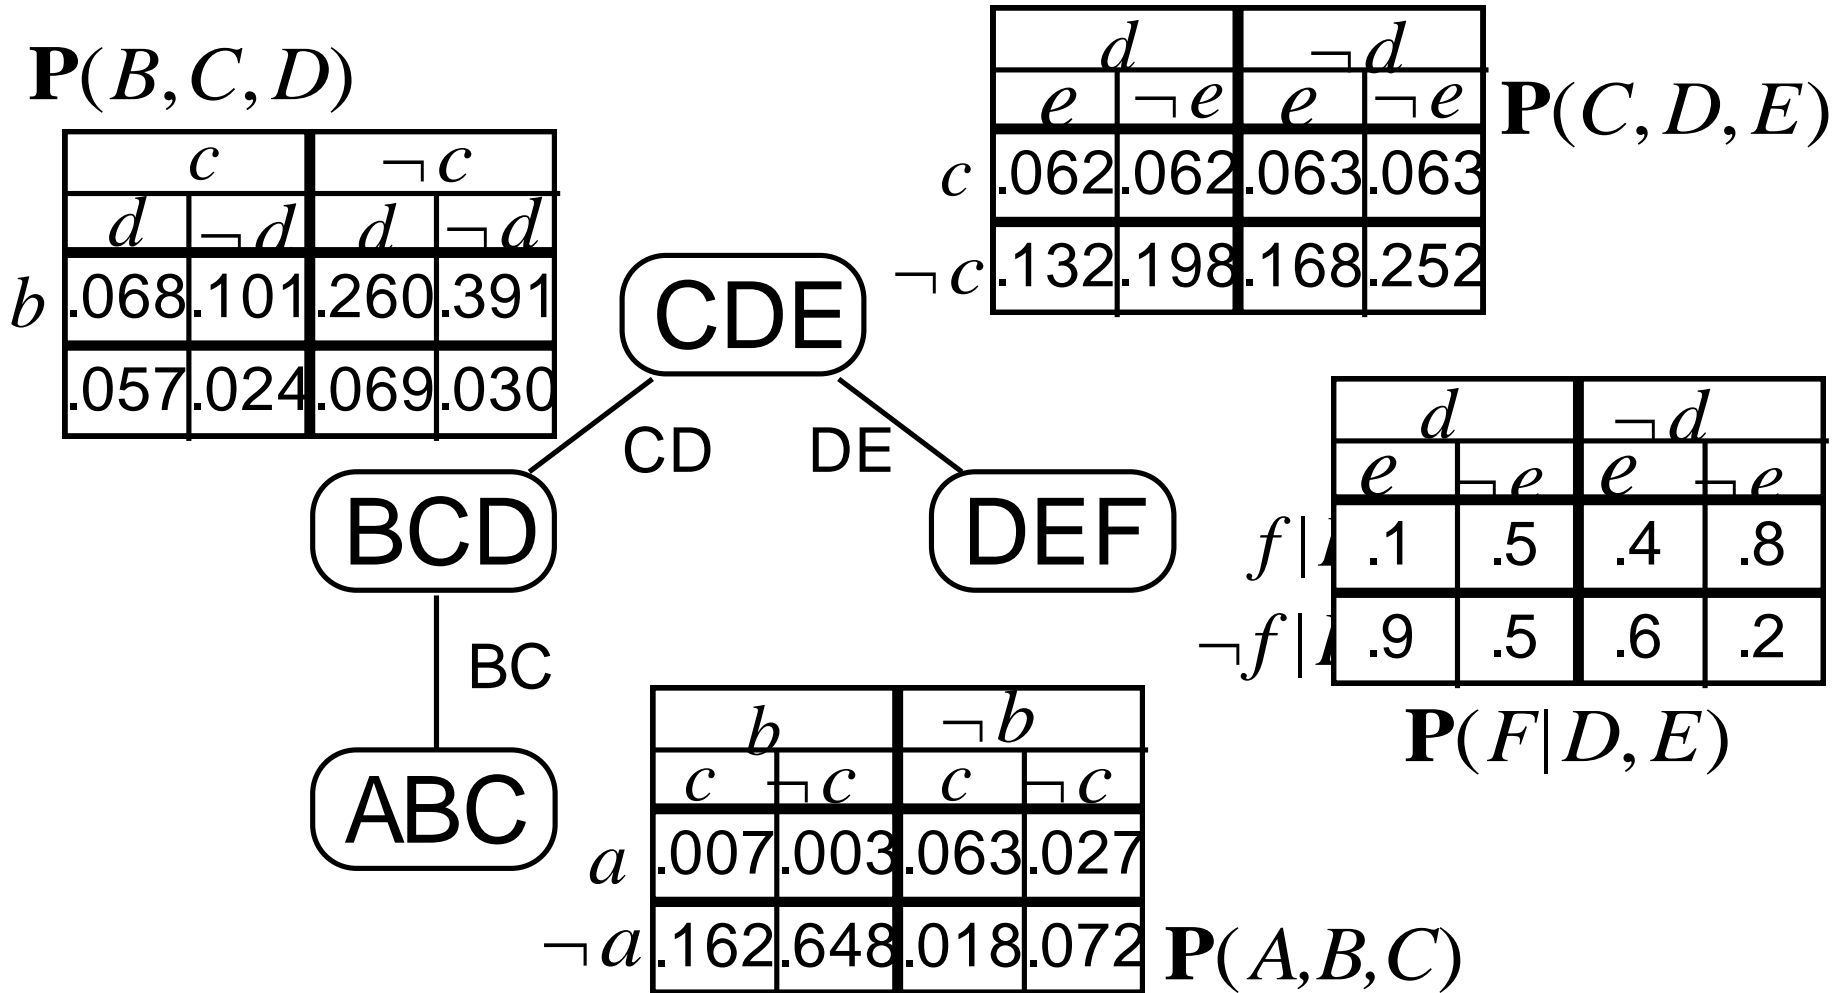 P(B,C,D)
c ¬c
d ¬d d ¬d
b .068 .101 .260 .391
.057 .024 .069 .030
d ¬d
e ¬e e ¬e
c .062 .062 .063 .063
¬c .132 .198 .168 .252
P(C,D,E)
CDE
CD DE
BCD DEF
BC
ABC
d ¬d
e ¬e e ¬e
f| .1 .5 .4 .8
¬f| .9 .5 .6 .2
P(F|D,E)
b ¬b
c ¬c c ¬c
a .007 .003 .063 .027
¬a .162 .648 .018 .072
P(A,B,C)